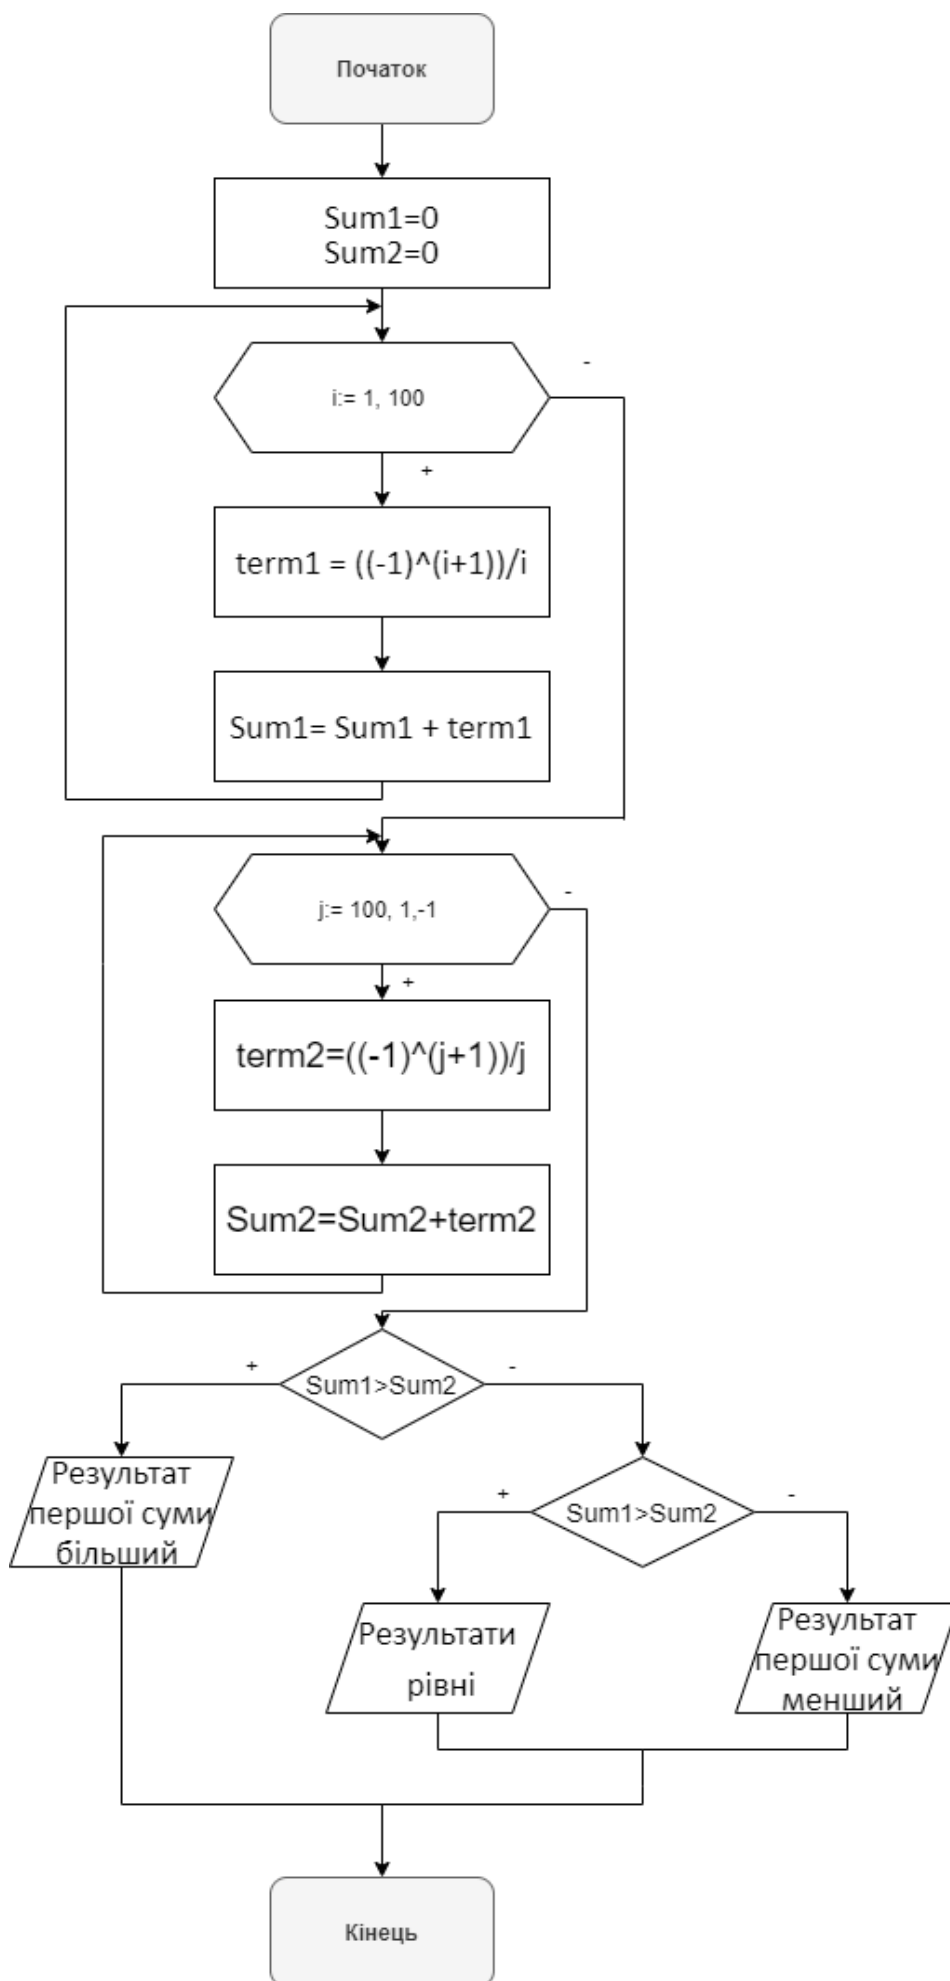 Початок
Sum1=0
Sum2=0
i:= 1, 100
-
+
term1 = ((-1)^(i+1))/i
Sum1= Sum1 + term1
j:= 100, 1,-1
-
+
term2=((-1)^(j+1))/j
Sum2=Sum2+term2
+
Sum1>Sum2
-
Результат
першої суми
більший
+
Sum1>Sum2
-
Результати
рівні
Результат
першої суми
менший
Кінець